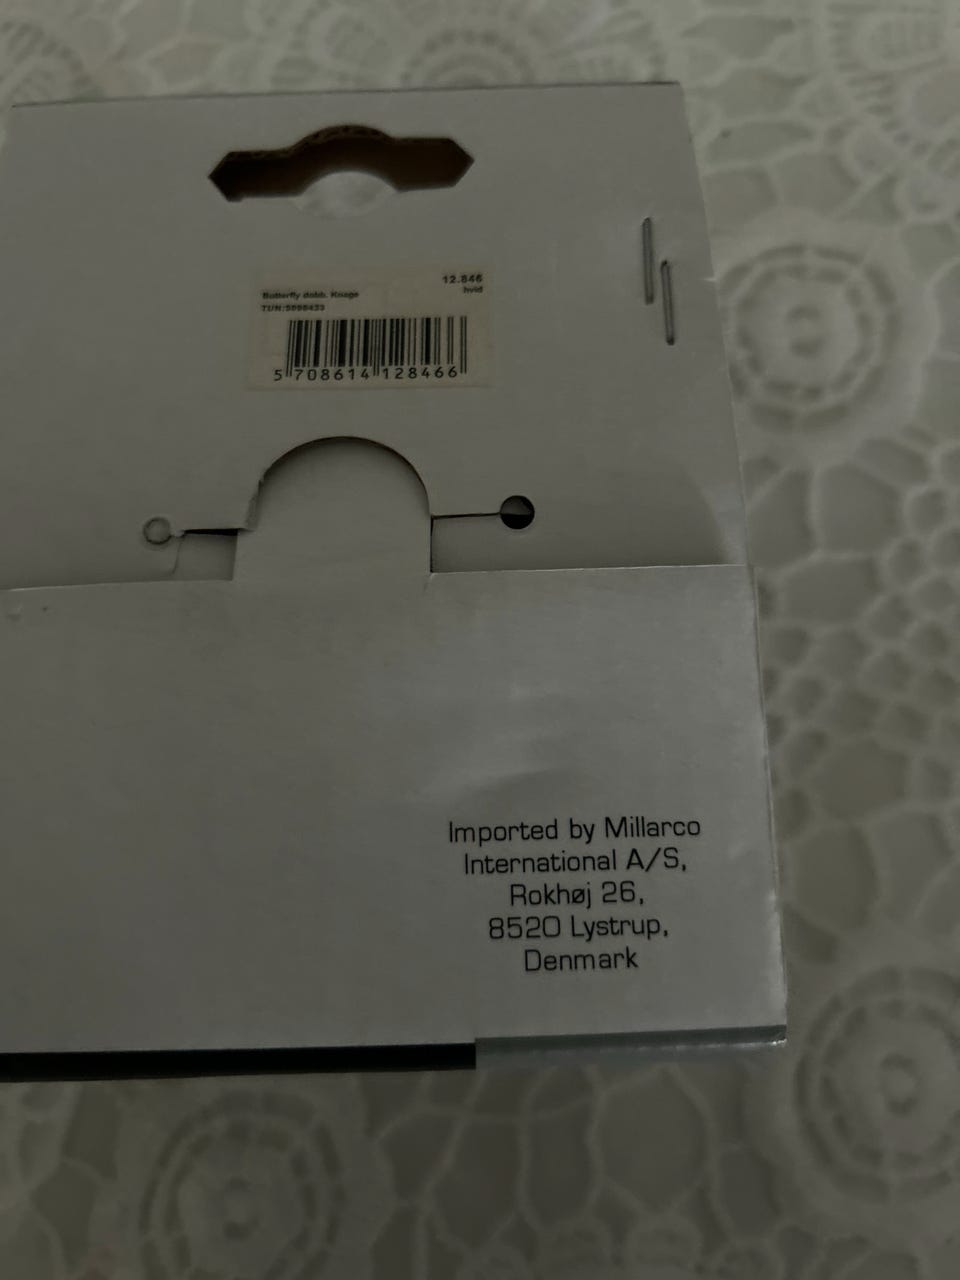 12.846
hvid
Butterfly dobb. Knage
5 708614 128466
Imported by Millarco
International A/S,
Rokhøj 26,
8520 Lystrup,
Denmark